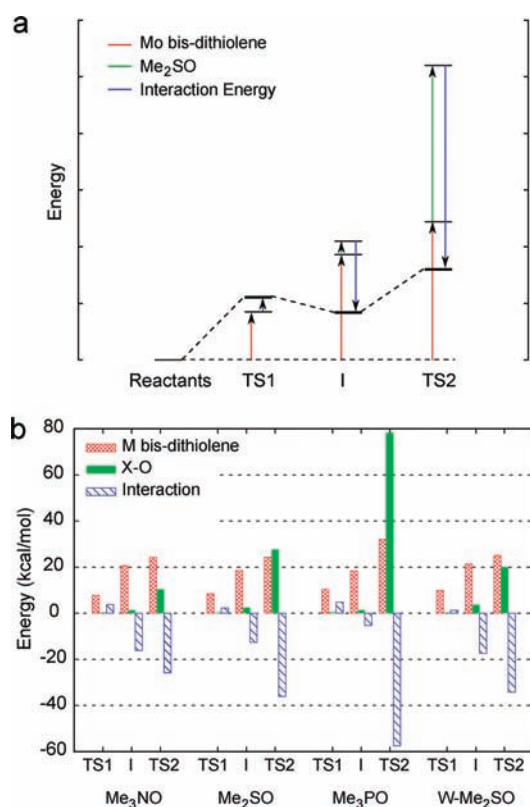 a
Mo bis-dithiolene
Me₂SO
Interaction Energy
Energy
Reactants TS1 I TS2
b
80
60
40
20
0
-20
-40
-60
Energy (kcal/mol)
M bis-dithiolene
X-O
Interaction
TS1 I TS2 TS1 I TS2 TS1 I TS2 TS1 I TS2
Me₃NO Me₂SO Me₃PO W-Me₂SO